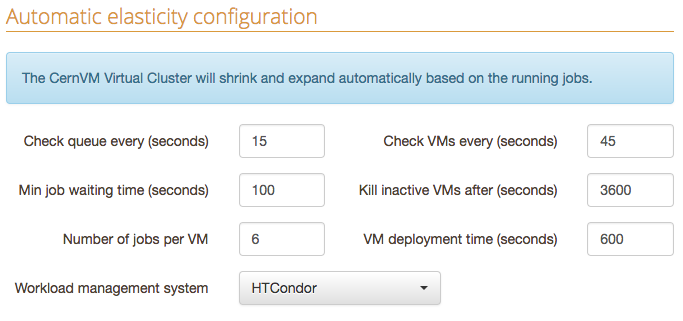 Automatic elasticity configuration
The CernVM Virtual Cluster will shrink and expand automatically based on the running jobs.
Check queue every (seconds) 15 Check VMs every (seconds) 45
Min job waiting time (seconds) 100 Kill inactive VMs after (seconds) 3600
Number of jobs per VM 6 VM deployment time (seconds) 600
Workload management system HTCondor